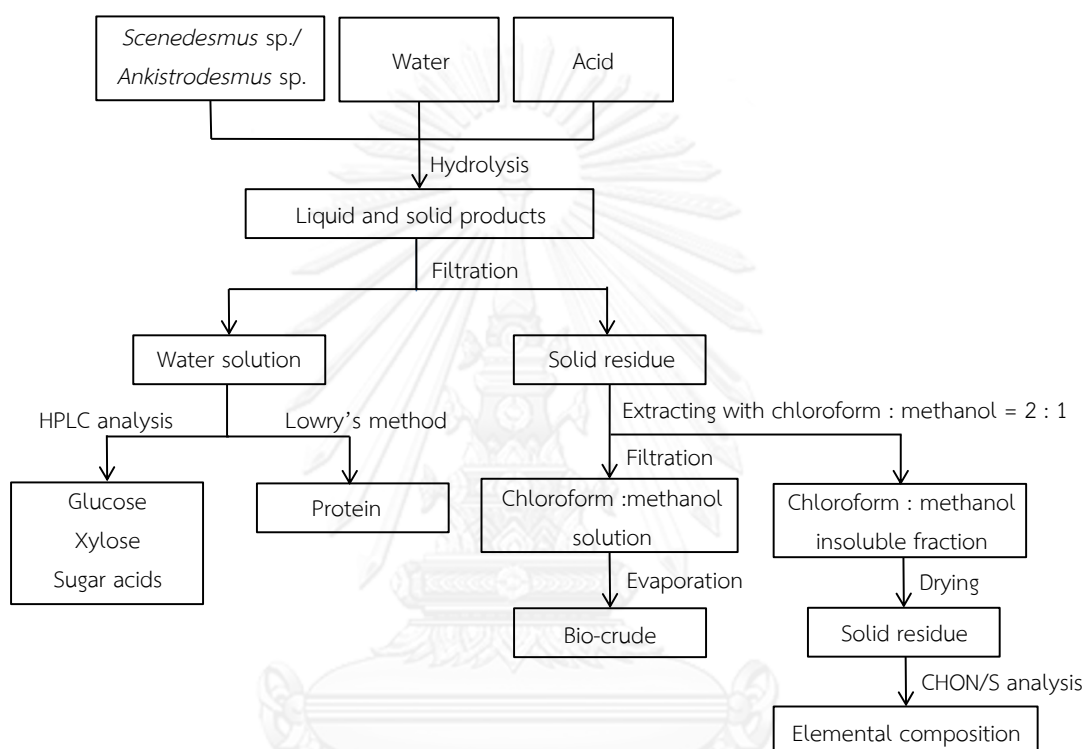 Scenedesmus sp./
Ankistrodesmus sp.
Water
Acid
Hydrolysis
Liquid and solid products
Filtration
Water solution
Solid residue
HPLC analysis
Lowry's method
Extracting with chloroform : methanol = 2 : 1
Filtration
Glucose
Xylose
Sugar acids
Protein
Chloroform :methanol
solution
Chloroform : methanol
insoluble fraction
Evaporation
Drying
Bio-crude
Solid residue
CHON/S analysis
Elemental composition